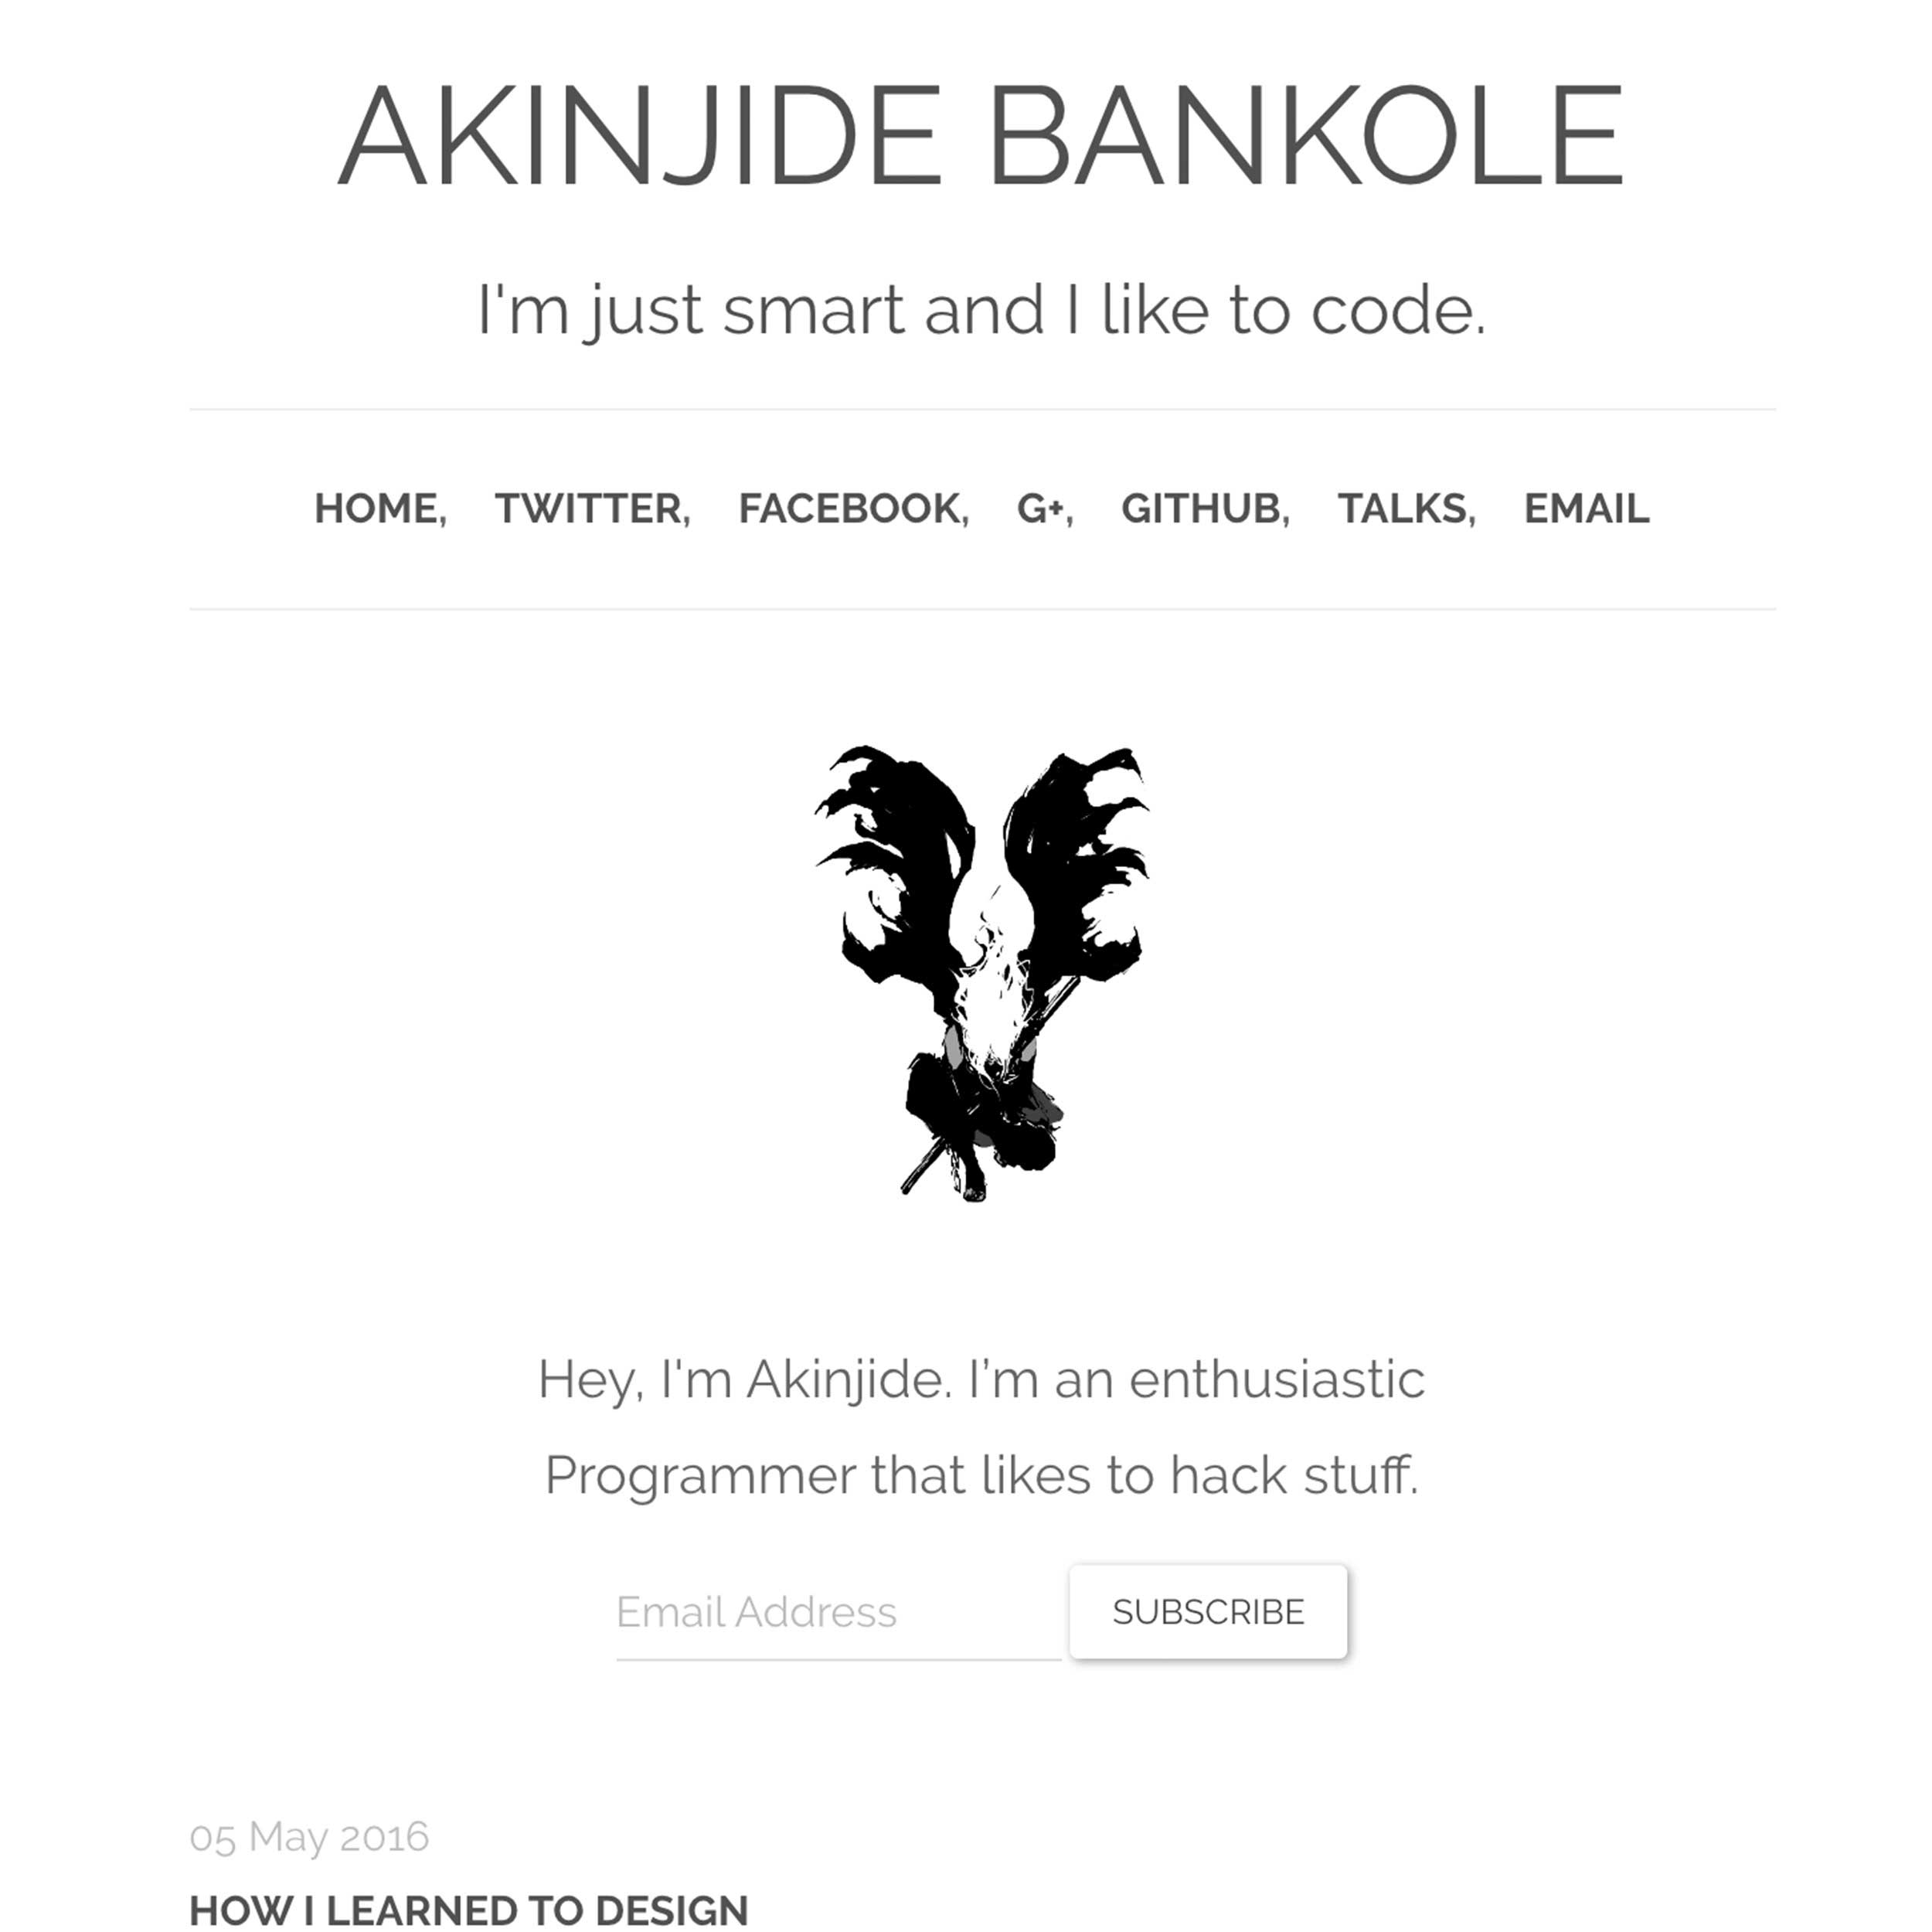 AKINJIDE BANKOLE
I'm just smart and I like to code.
HOME, TWITTER, FACEBOOK, G+, GITHUB, TALKS, EMAIL
Hey, I'm Akinjide. I’m an enthusiastic
Programmer that likes to hack stuff.
Email Address SUBSCRIBE
05 May 2016
HOW I LEARNED TO DESIGN